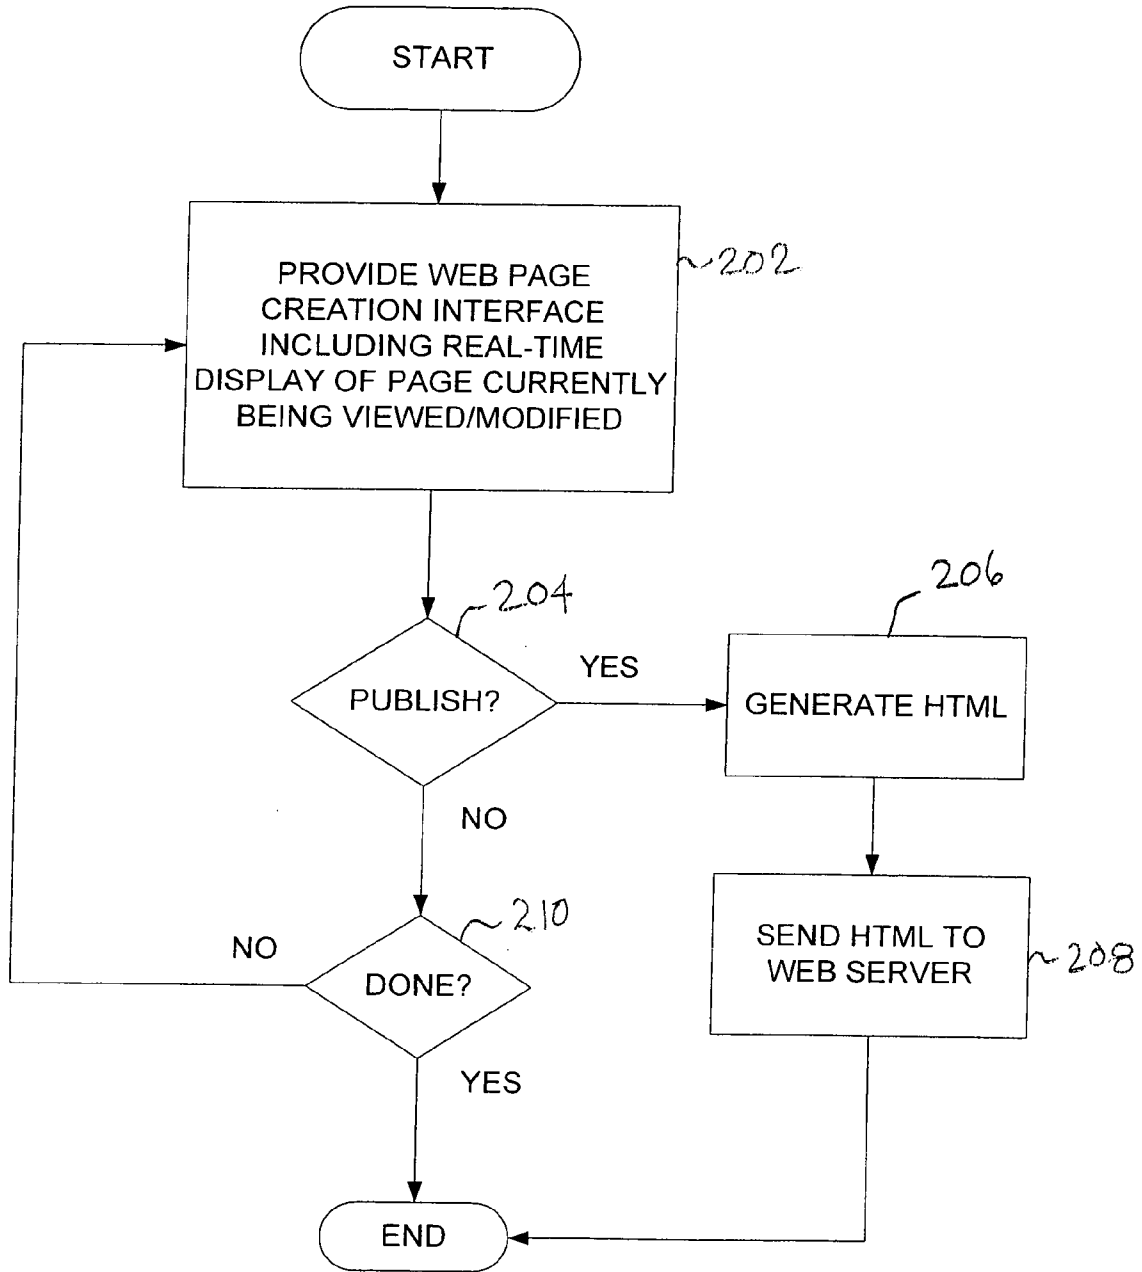 START
PROVIDE WEB PAGE
CREATION INTERFACE
INCLUDING REAL-TIME
DISPLAY OF PAGE CURRENTLY
BEING VIEWED/MODIFIED
202
204
PUBLISH?
YES
206
GENERATE HTML
NO
210
DONE?
NO
SEND HTML TO
WEB SERVER
208
YES
END